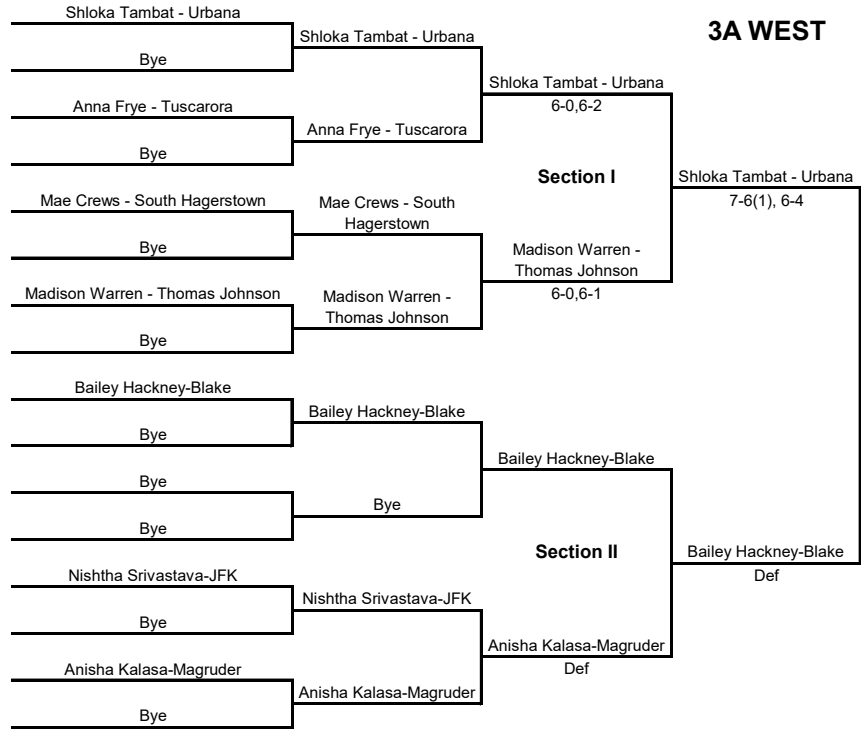 Shloka Tambat - Urbana
3A WEST
Shloka Tambat - Urbana
Bye
Shloka Tambat - Urbana
6-0,6-2
Anna Frye - Tuscarora
Anna Frye - Tuscarora
Bye
Section I
Shloka Tambat - Urbana
7-6(1), 6-4
Mae Crews - South Hagerstown
Mae Crews - South
Hagerstown
Bye
Madison Warren -
Thomas Johnson
6-0,6-1
Madison Warren - Thomas Johnson
Madison Warren -
Thomas Johnson
Bye
Bailey Hackney-Blake
Bailey Hackney-Blake
Bye
Bailey Hackney-Blake
Bye
Bye
Bye
Section II
Bailey Hackney-Blake
Def
Nishtha Srivastava-JFK
Nishtha Srivastava-JFK
Bye
Anisha Kalasa-Magruder
Def
Anisha Kalasa-Magruder
Anisha Kalasa-Magruder
Bye